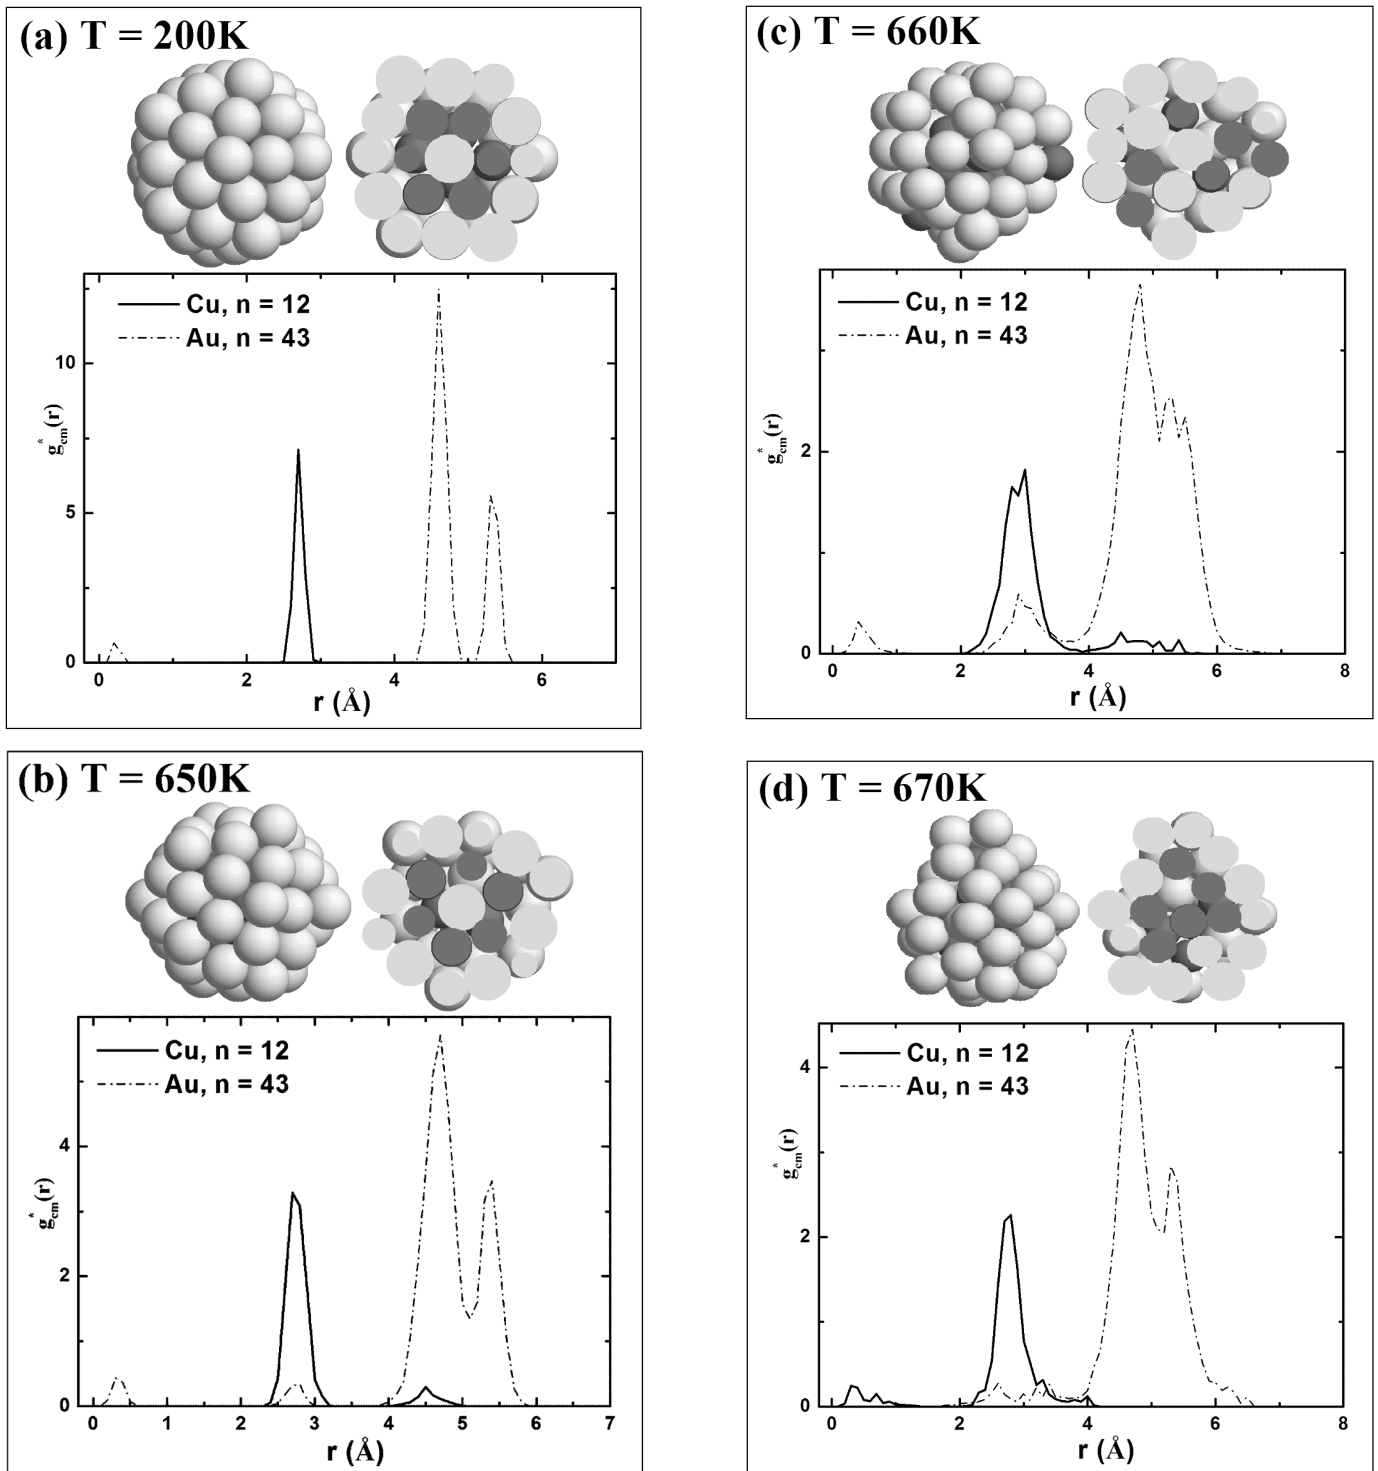 (a) T = 200K
Cu, n = 12
Au, n = 43
10
5
0
g*cm(r)
0 2 4 6
r (Å)
(c) T = 660K
Cu, n = 12
Au, n = 43
2
0
g*cm(r)
0 2 4 6 8
r (Å)
(b) T = 650K
Cu, n = 12
Au, n = 43
4
2
0
g*cm(r)
0 1 2 3 4 5 6 7
r (Å)
(d) T = 670K
Cu, n = 12
Au, n = 43
4
2
0
g*cm(r)
0 2 4 6 8
r (Å)